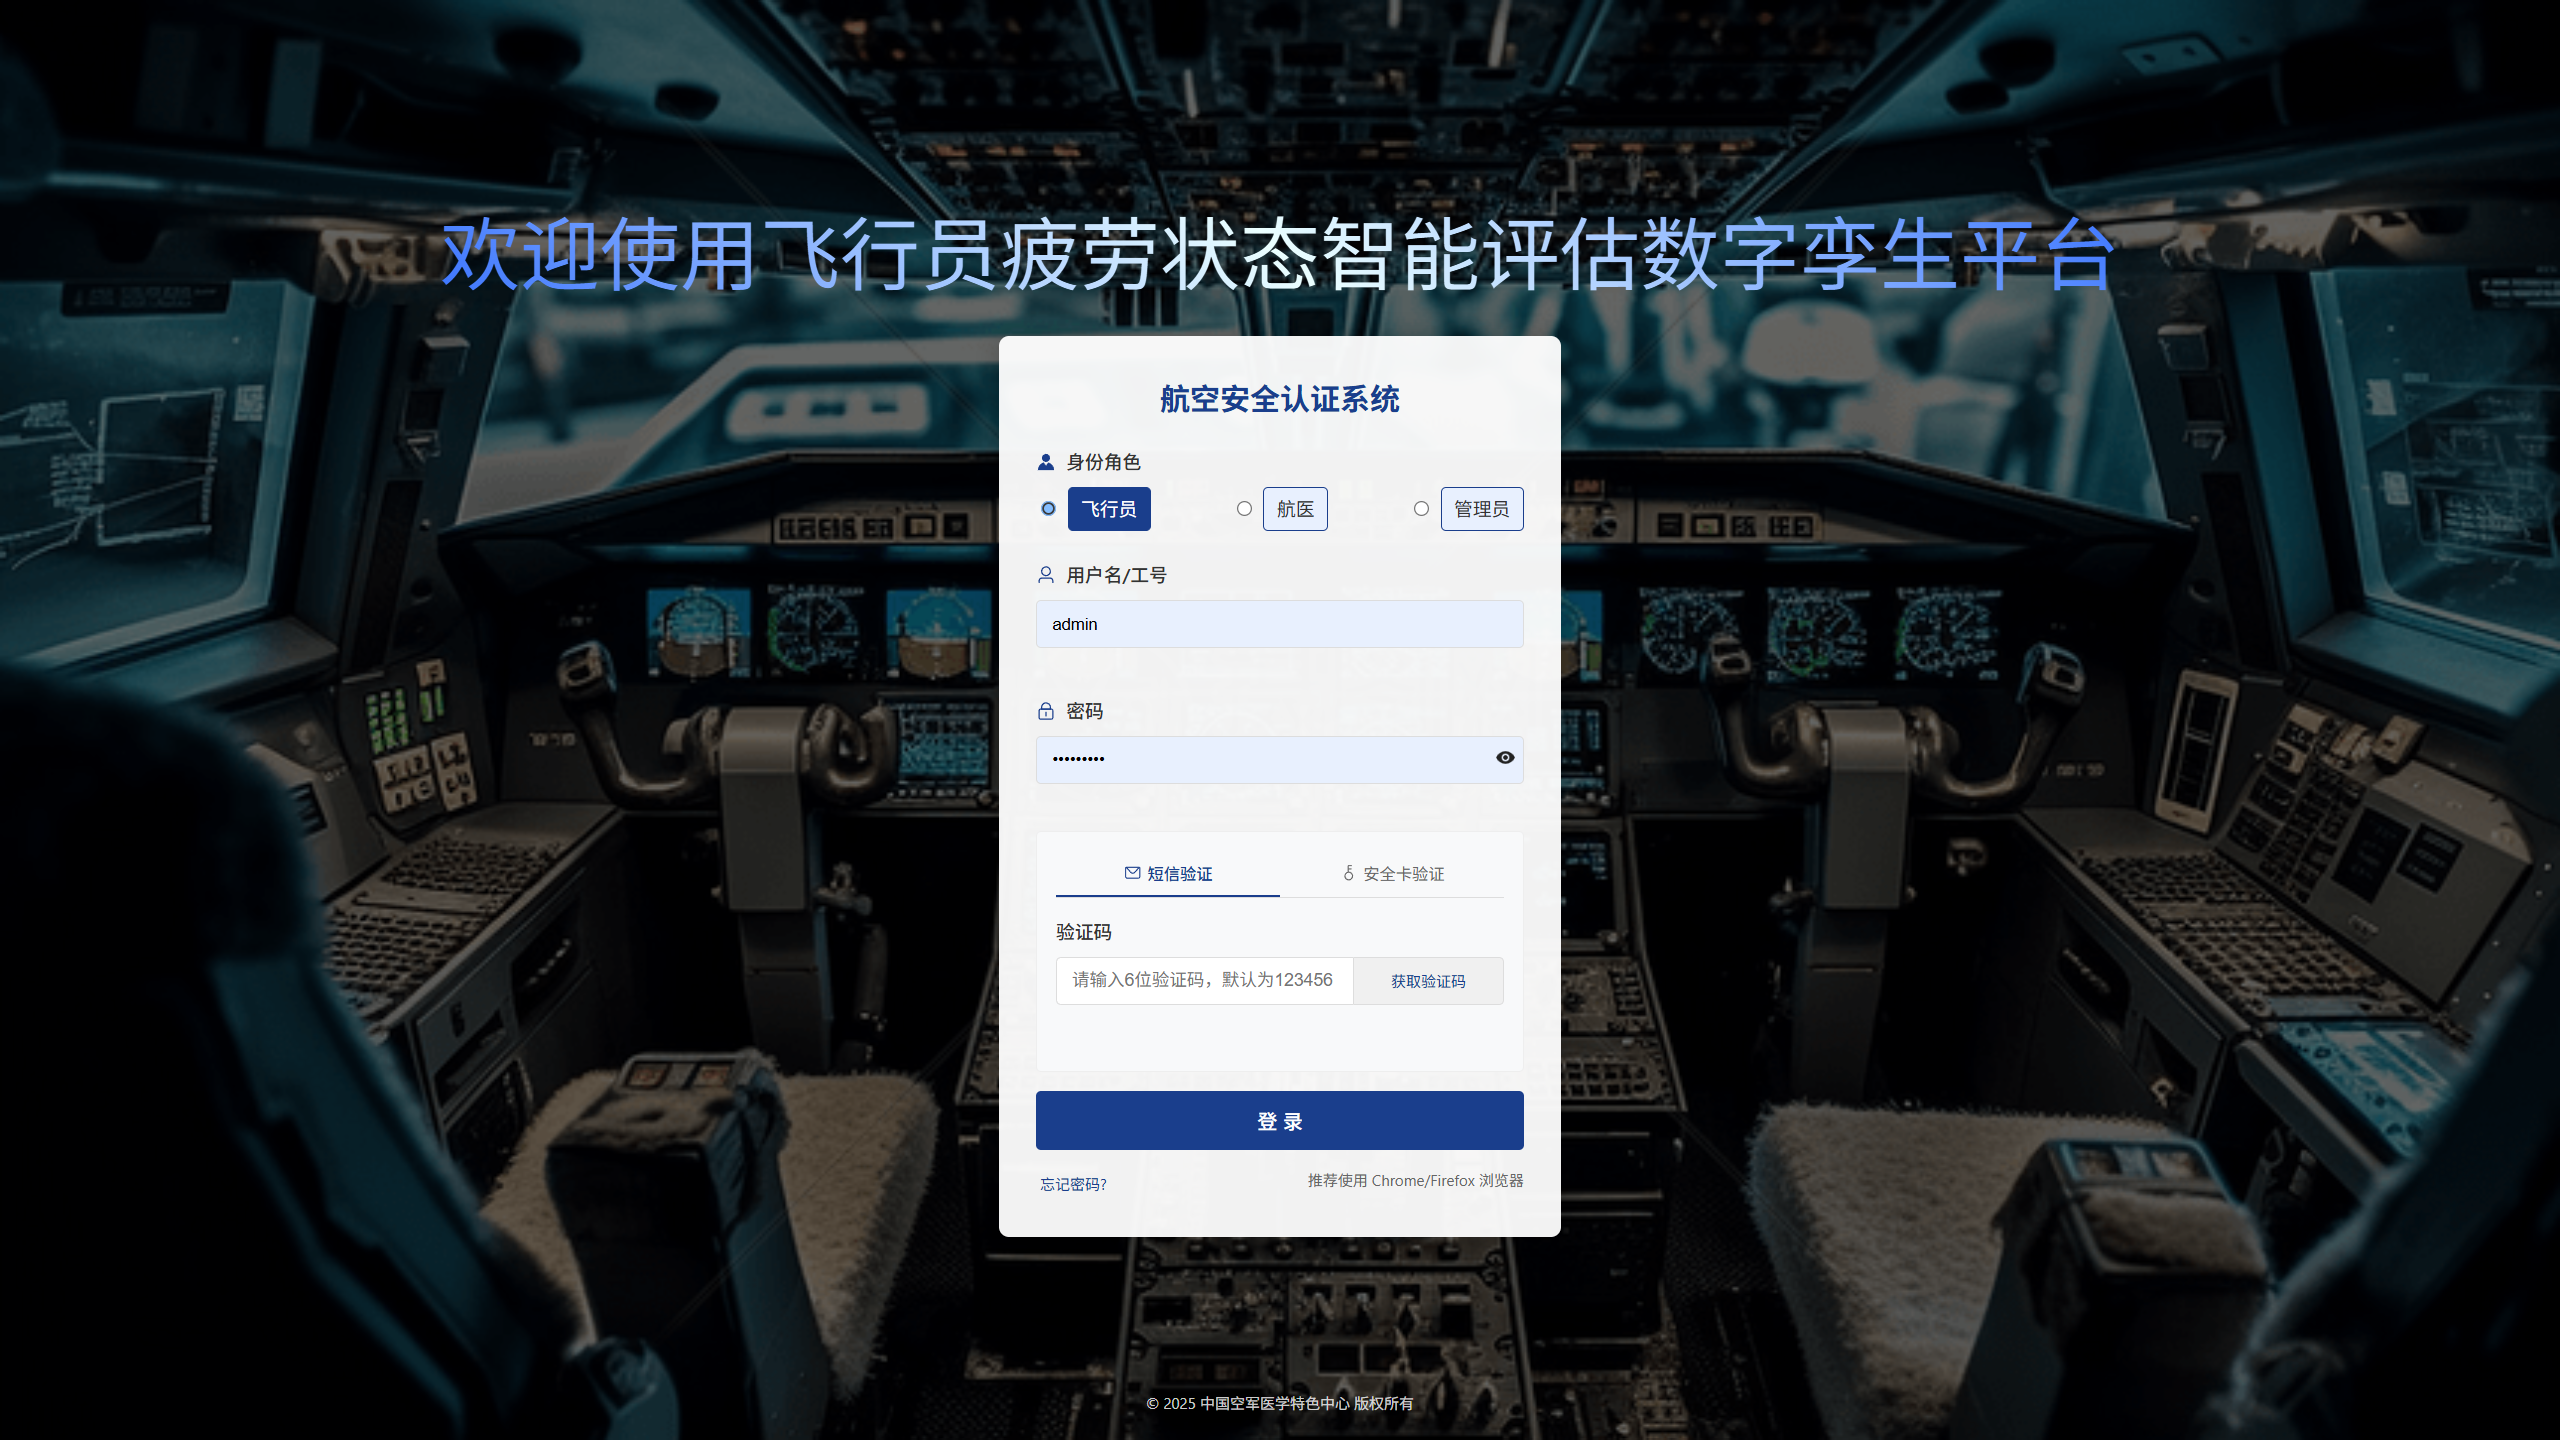 欢迎使用飞行员疲劳状态智能评估数字孪生平台
航空安全认证系统
身份角色
飞行员 航医 管理员
用户名/工号
admin
密码
•••••••••
短信验证 安全卡验证
验证码
请输入6位验证码，默认为123456 获取验证码
登 录
忘记密码? 推荐使用 Chrome/Firefox 浏览器
© 2025 中国空军医学特色中心 版权所有